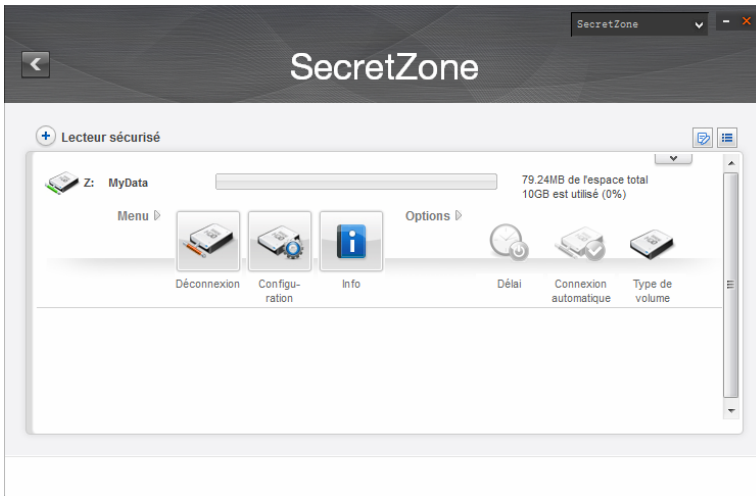 SecretZone
SecretZone
Lecteur sécurisé
Z: MyData
79.24MB de l'espace total
10GB est utilisé (0%)
Menu
Options
Déconnexion
Configu-
ration
Info
Délai
Connexion
automatique
Type de
volume